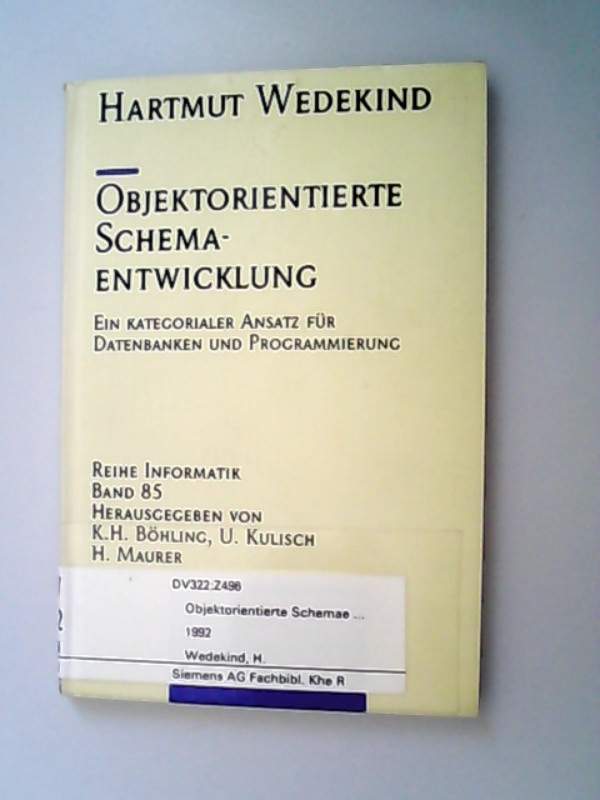 HARTMUT WEDEKIND
OBJEKTORIENTIERTE
SCHEMA-
ENTWICKLUNG
EIN KATEGORIALER ANSATZ FÜR
DATENBANKEN UND PROGRAMMIERUNG
REIHE INFORMATIK
BAND 85
HERAUSGEGEBEN VON
K.H. BÖHLING, U. KULISCH
H. MAURER
DV322:Z496
Objektorientierte Schemae ...
1992
Wedekind, H.
Siemens AG Fachbibl. Khe R